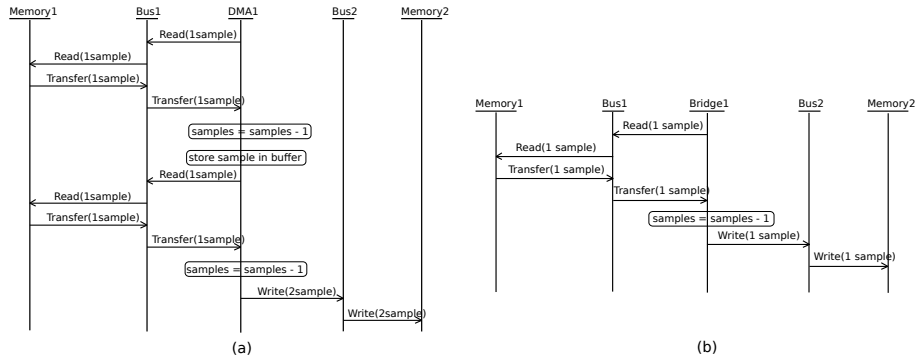 Memory1 Bus1 DMA1 Bus2 Memory2
Read(1sample)
Read(1sample)
Transfer(1sample)
Transfer(1sample)
samples = samples - 1
store sample in buffer
Read(1sample)
Read(1sample)
Transfer(1sample)
Transfer(1sample)
samples = samples - 1
Write(2sample)
Write(2sample)
(a)
Memory1 Bus1 Bridge1 Bus2 Memory2
Read(1 sample)
Read(1 sample)
Transfer(1 sample)
Transfer(1 sample)
samples = samples - 1
Write(1 sample)
Write(1 sample)
(b)